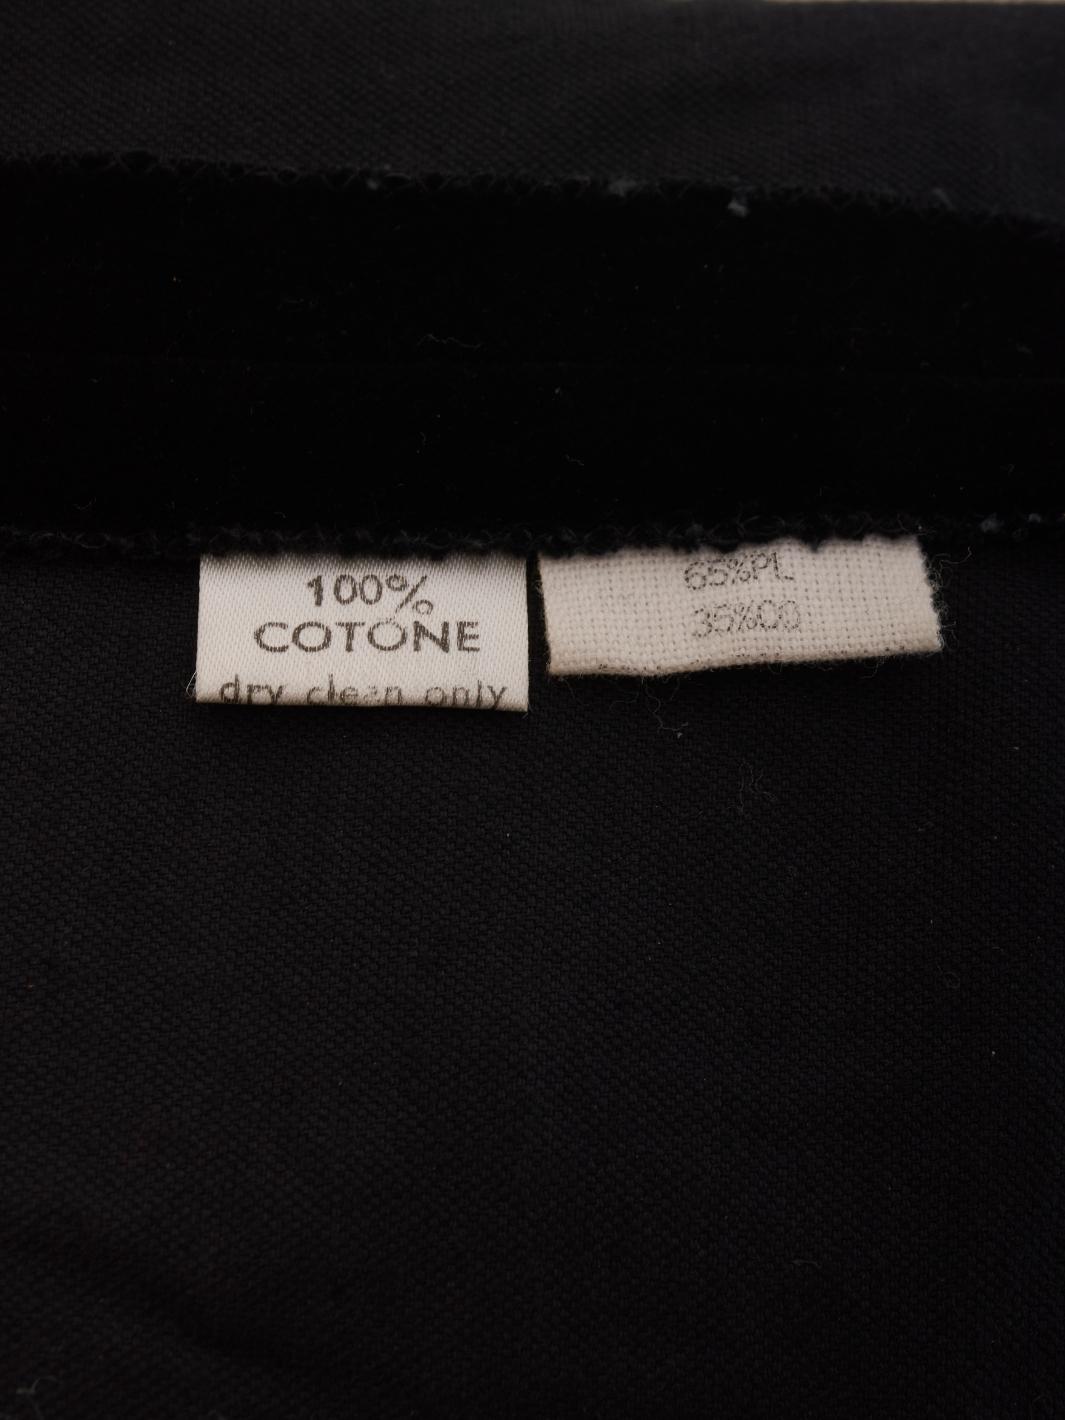 100%
COTONE
dry clean only
65%PL
35%CO